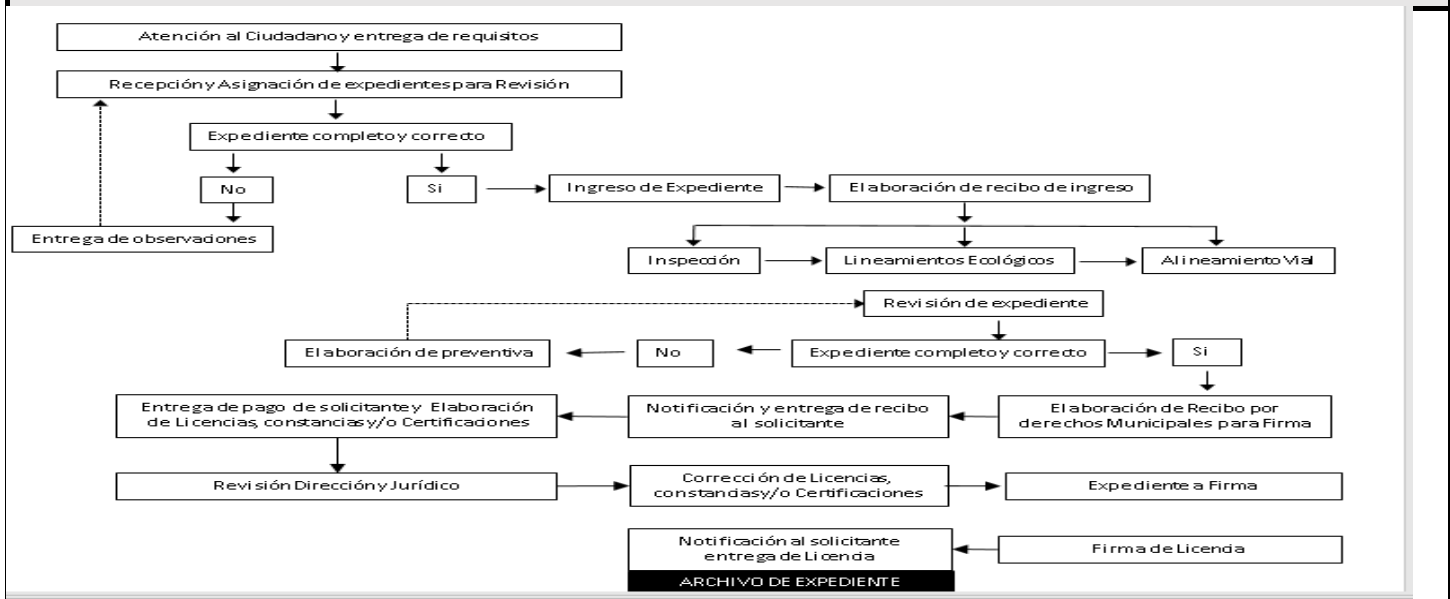 Atención al Ciudadano y entrega de requisitos
Recepción y Asignación de expedientes para Revisión
Expediente completo y correcto
No
Si
Ingreso de Expediente
Elaboración de recibo de ingreso
Entrega de observaciones
Inspección
Lineamientos Ecológicos
Alineamiento Vial
Revisión de expediente
Elaboración de preventiva
No
Expediente completo y correcto
Si
Entrega de pago de solicitante y Elaboración
de Licencias, constancias y/o Certificaciones
Notificación y entrega de recibo
al solicitante
Elaboración de Recibo por
derechos Municipales para Firma
Revisión Dirección y Jurídico
Corrección de Licencias,
constancias y/o Certificaciones
Expediente a Firma
Notificación al solicitante
entrega de Licencia
Firma de Licencia
ARCHIVO DE EXPEDIENTE